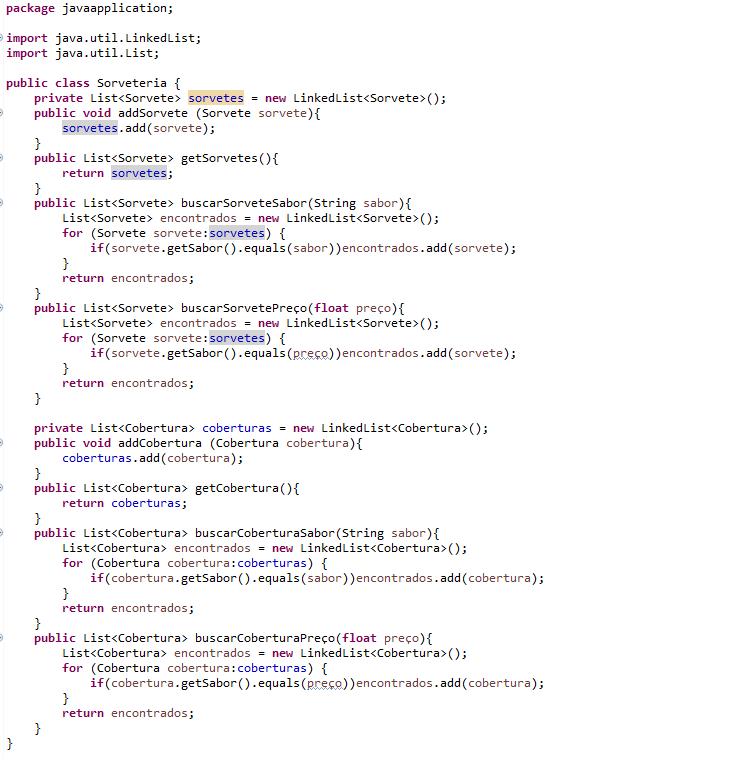 package javaapplication;
import java.util.LinkedList;
import java.util.List;
public class Sorveteria {
    private List<Sorvete> sorvetes = new LinkedList<Sorvete>();
    public void addSorvete (Sorvete sorvete){
        sorvetes.add(sorvete);
    }
    public List<Sorvete> getSorvetes(){
        return sorvetes;
    }
    public List<Sorvete> buscarSorveteSabor(String sabor){
        List<Sorvete> encontrados = new LinkedList<Sorvete>();
        for (Sorvete sorvete:sorvetes) {
            if(sorvete.getSabor().equals(sabor))encontrados.add(sorvete);
        }
        return encontrados;
    }
    public List<Sorvete> buscarSorvetePreço(float preço){
        List<Sorvete> encontrados = new LinkedList<Sorvete>();
        for (Sorvete sorvete:sorvetes) {
            if(sorvete.getSabor().equals(preço))encontrados.add(sorvete);
        }
        return encontrados;
    }
    private List<Cobertura> coberturas = new LinkedList<Cobertura>();
    public void addCobertura (Cobertura cobertura){
        coberturas.add(cobertura);
    }
    public List<Cobertura> getCobertura(){
        return coberturas;
    }
    public List<Cobertura> buscarCoberturaSabor(String sabor){
        List<Cobertura> encontrados = new LinkedList<Cobertura>();
        for (Cobertura cobertura:coberturas) {
            if(cobertura.getSabor().equals(sabor))encontrados.add(cobertura);
        }
        return encontrados;
    }
    public List<Cobertura> buscarCoberturaPreço(float preço){
        List<Cobertura> encontrados = new LinkedList<Cobertura>();
        for (Cobertura cobertura:coberturas) {
            if(cobertura.getSabor().equals(preço))encontrados.add(cobertura);
        }
        return encontrados;
    }
}